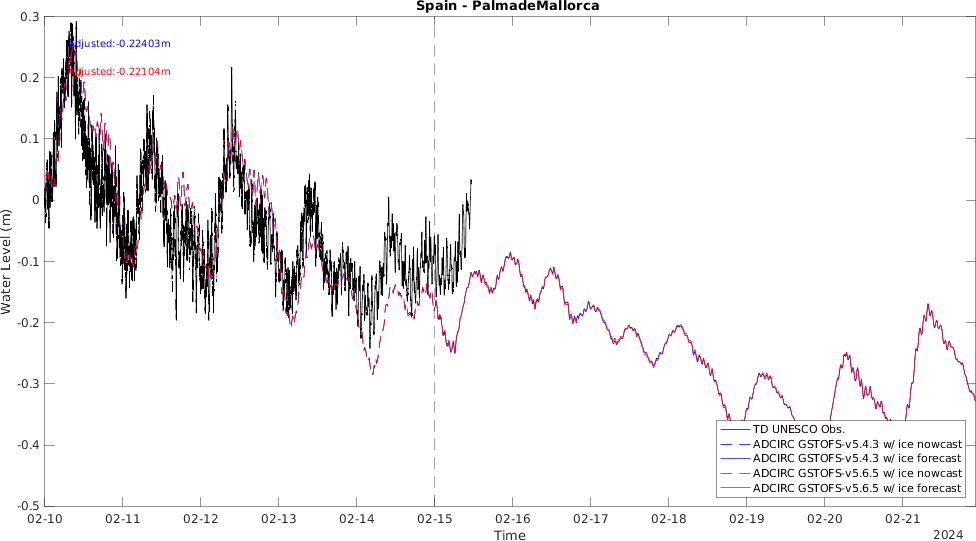 Spain - PalmadeMallorca
Adjusted:-0.22403m
Adjusted:-0.22104m
Water Level (m)
0.3
0.2
0.1
0
-0.1
-0.2
-0.3
-0.4
-0.5
TD UNESCO Obs.
ADCIRC GSTOFS-v5.4.3 w/ ice nowcast
ADCIRC GSTOFS-v5.4.3 w/ ice forecast
ADCIRC GSTOFS-v5.6.5 w/ ice nowcast
ADCIRC GSTOFS-v5.6.5 w/ ice forecast
02-10 02-11 02-12 02-13 02-14 02-15 02-16 02-17 02-18 02-19 02-20 02-21
Time
2024